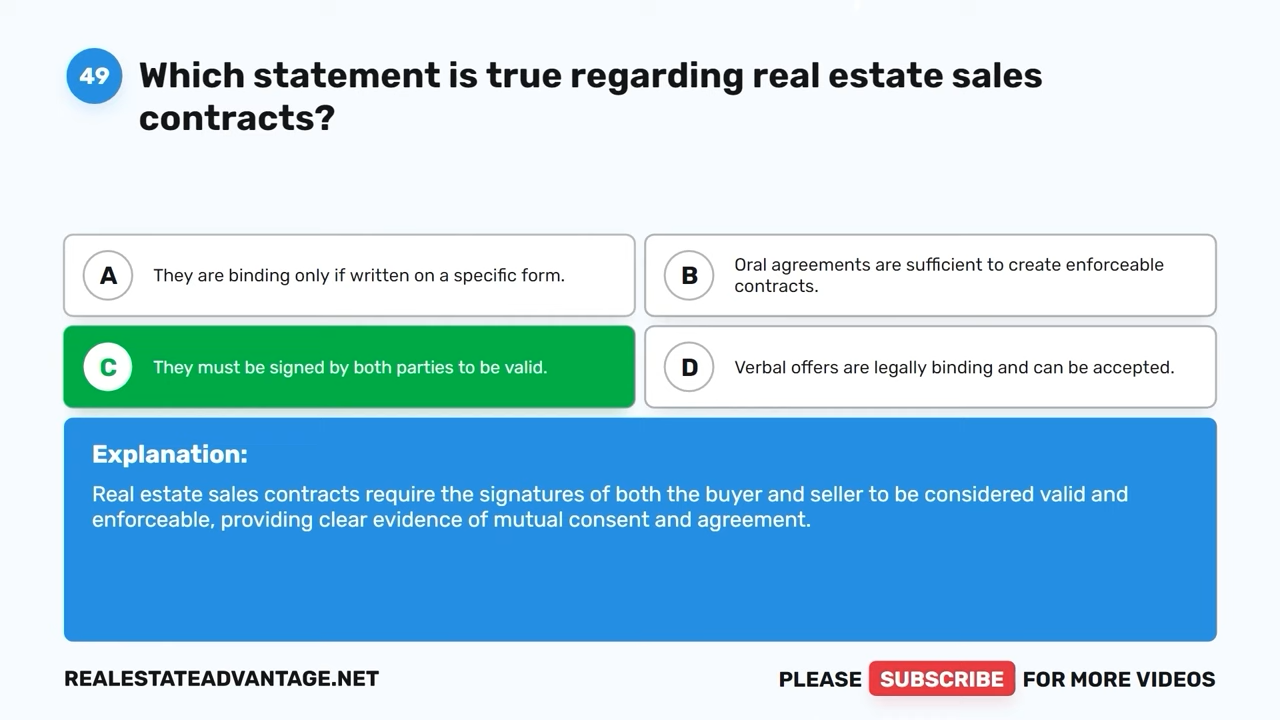 49
Which statement is true regarding real estate sales
contracts?
A
They are binding only if written on a specific form.
B
Oral agreements are sufficient to create enforceable
contracts.
C
They must be signed by both parties to be valid.
D
Verbal offers are legally binding and can be accepted.
Explanation:
Real estate sales contracts require the signatures of both the buyer and seller to be considered valid and
enforceable, providing clear evidence of mutual consent and agreement.
REALESTATEADVANTAGE.NET
PLEASE SUBSCRIBE FOR MORE VIDEOS